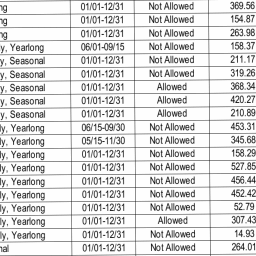 ng 01/01-12/31 Not Allowed 369.56
ng 01/01-12/31 Not Allowed 154.87
ng 01/01-12/31 Not Allowed 263.98
ly, Yearlong 06/01-09/15 Not Allowed 158.37
y, Seasonal 01/01-12/31 Not Allowed 211.17
y, Seasonal 01/01-12/31 Not Allowed 319.26
y, Seasonal 01/01-12/31 Allowed 368.34
y, Seasonal 01/01-12/31 Allowed 420.27
y, Seasonal 01/01-12/31 Allowed 210.89
ly, Yearlong 06/15-09/30 Not Allowed 453.31
ly, Yearlong 05/15-11/30 Not Allowed 345.68
ly, Yearlong 01/01-12/31 Not Allowed 158.29
ly, Yearlong 01/01-12/31 Not Allowed 527.85
ly, Yearlong 01/01-12/31 Not Allowed 456.44
ly, Yearlong 01/01-12/31 Not Allowed 452.42
ly, Yearlong 01/01-12/31 Not Allowed 52.79
ly, Yearlong 01/01-12/31 Allowed 307.43
ly, Yearlong 01/01-12/31 Not Allowed 14.93
nal 01/01-12/31 Not Allowed 264.01